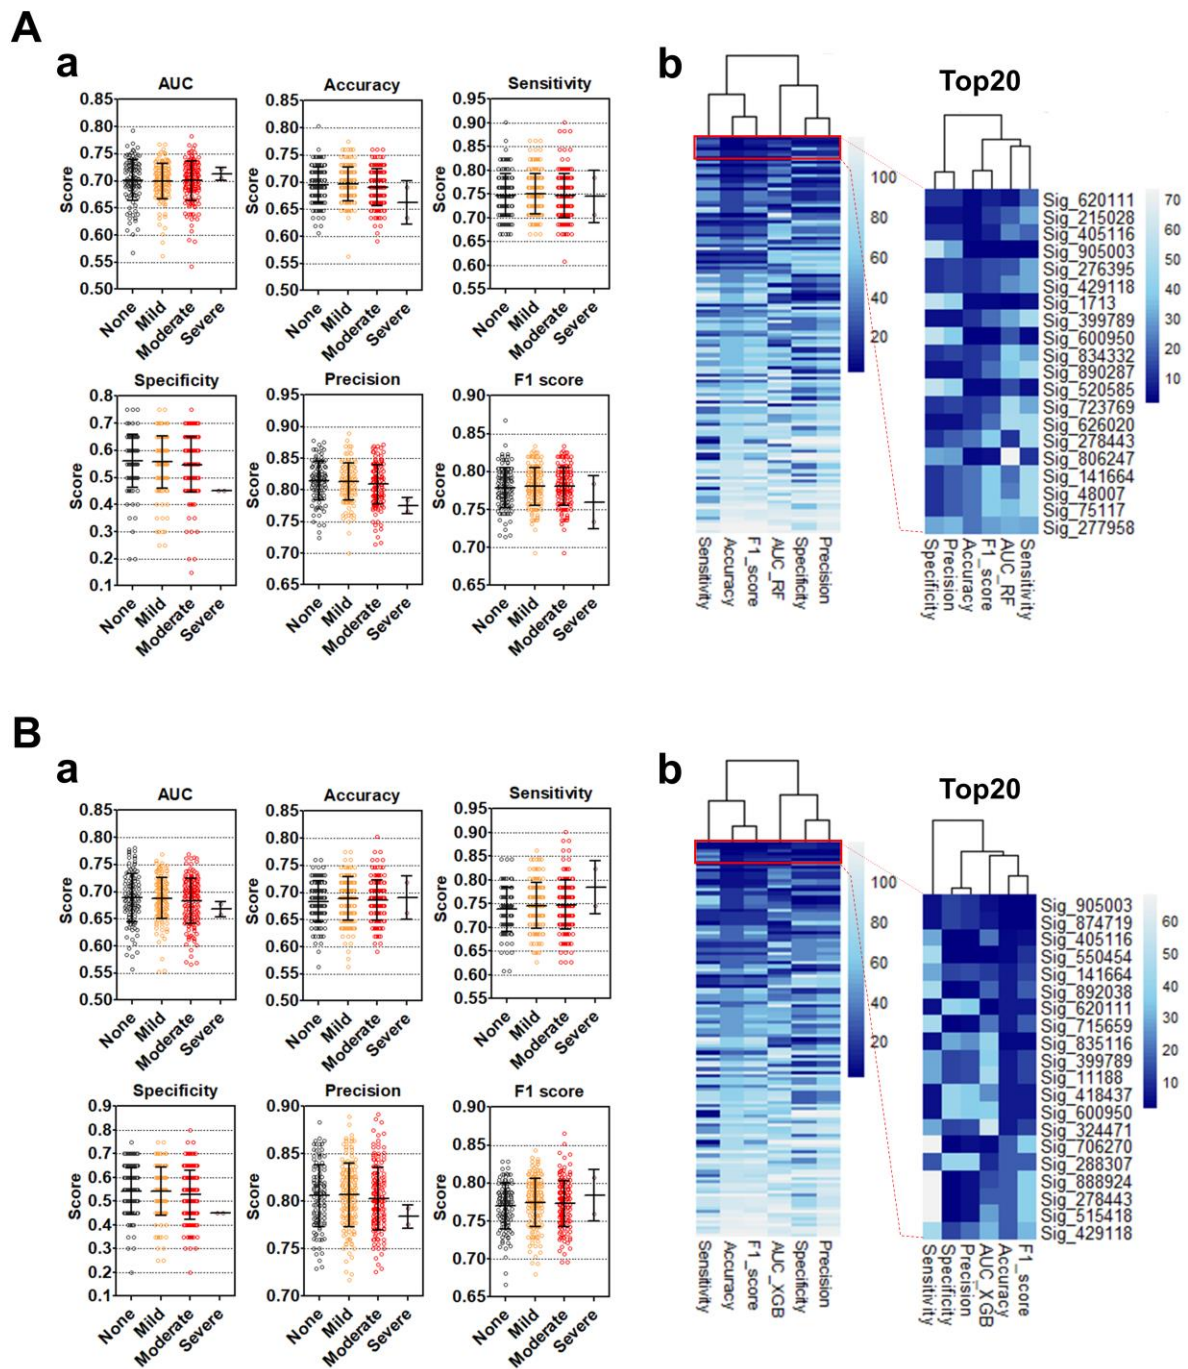 A
a
AUC
Score
0.85
0.80
0.75
0.70
0.65
0.60
0.55
0.50
None
Mild
Moderate
Severe
Accuracy
Score
0.85
0.80
0.75
0.70
0.65
0.60
0.55
0.50
None
Mild
Moderate
Severe
Sensitivity
Score
0.95
0.90
0.85
0.80
0.75
0.70
0.65
0.60
0.55
None
Mild
Moderate
Severe
Specificity
Score
0.8
0.7
0.6
0.5
0.4
0.3
0.2
0.1
None
Mild
Moderate
Severe
Precision
Score
0.95
0.90
0.85
0.80
0.75
0.70
0.65
None
Mild
Moderate
Severe
F1 score
Score
0.90
0.85
0.80
0.75
0.70
0.65
None
Mild
Moderate
Severe
b
100
80
60
40
20
Sensitivity
Accuracy
F1_score
AUC_RF
Specificity
Precision
Top20
Sig_620111
Sig_215028
Sig_405116
Sig_905003
Sig_276395
Sig_429118
Sig_1713
Sig_399789
Sig_600950
Sig_834332
Sig_890287
Sig_520585
Sig_723769
Sig_626020
Sig_278443
Sig_806247
Sig_141664
Sig_48007
Sig_75117
Sig_277958
70
60
50
40
30
20
10
Specificity
Precision
Accuracy
F1_score
AUC_RF
Sensitivity
B
a
AUC
Score
0.85
0.80
0.75
0.70
0.65
0.60
0.55
0.50
None
Mild
Moderate
Severe
Accuracy
Score
0.85
0.80
0.75
0.70
0.65
0.60
0.55
0.50
None
Mild
Moderate
Severe
Sensitivity
Score
0.95
0.90
0.85
0.80
0.75
0.70
0.65
0.60
0.55
None
Mild
Moderate
Severe
Specificity
Score
0.9
0.8
0.7
0.6
0.5
0.4
0.3
0.2
0.1
None
Mild
Moderate
Severe
Precision
Score
0.90
0.85
0.80
0.75
0.70
None
Mild
Moderate
Severe
F1 score
Score
0.90
0.85
0.80
0.75
0.70
0.65
None
Mild
Moderate
Severe
b
100
80
60
40
20
Sensitivity
Accuracy
F1_score
AUC_XGB
Specificity
Precision
Top20
Sig_905003
Sig_874719
Sig_405116
Sig_550454
Sig_141664
Sig_892038
Sig_620111
Sig_715659
Sig_835116
Sig_399789
Sig_11188
Sig_418437
Sig_600950
Sig_324471
Sig_706270
Sig_288307
Sig_888924
Sig_278443
Sig_515418
Sig_429118
60
50
40
30
20
10
Sensitivity
Specificity
Precision
AUC_XGB
Accuracy
F1_score